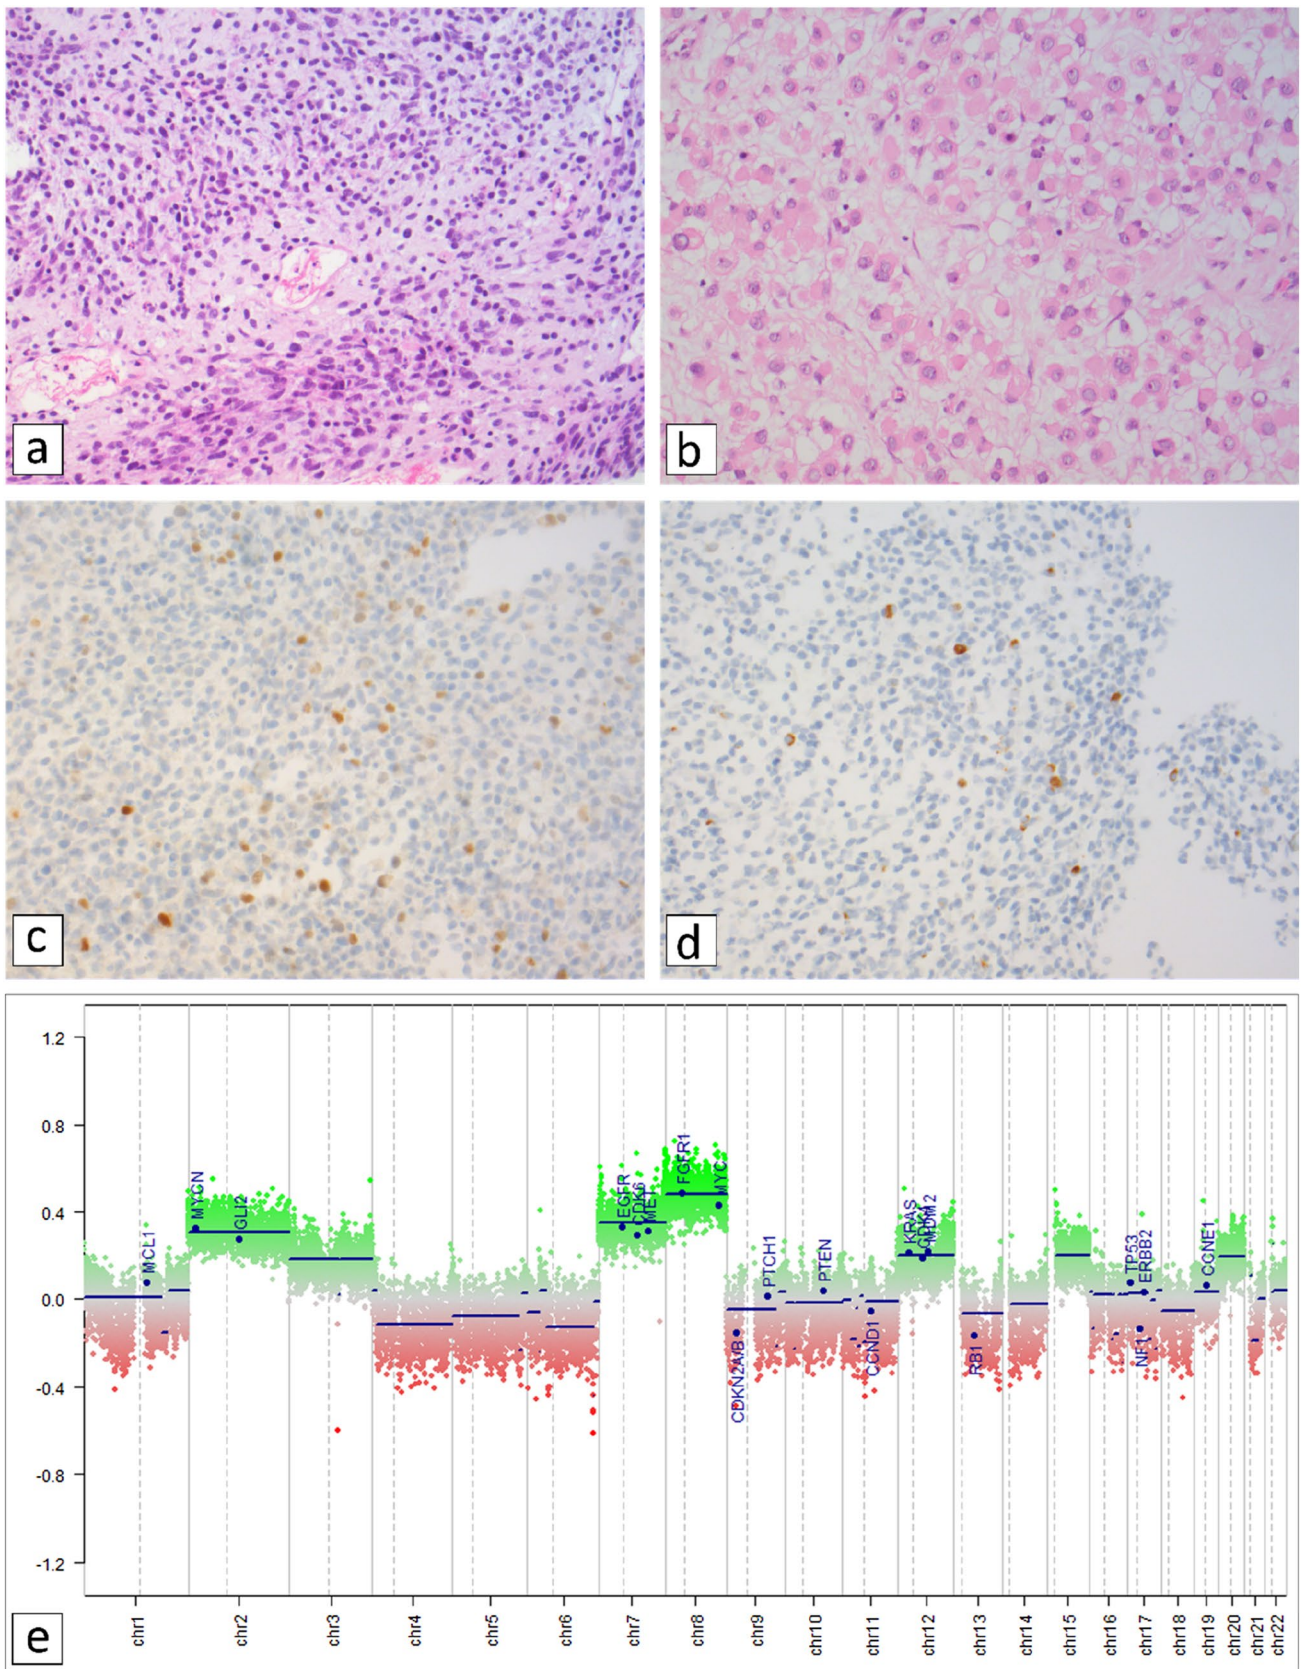 a
b
c
d
1.2
0.8
0.4
0.0
-0.4
-0.8
-1.2
MCL1
MYCN
GLI2
EGFR
CDK6
MET
FGFR1
MYC
CDKN2A/B
PTCH1
PTEN
CCND1
KRAS
CDK4
MDM2
RB1
TP53
NF1
ERBB2
CCNE1
chr1
chr2
chr3
chr4
chr5
chr6
chr7
chr8
chr9
chr10
chr11
chr12
chr13
chr14
chr15
chr16
chr17
chr18
chr19
chr20
chr21
chr22
e